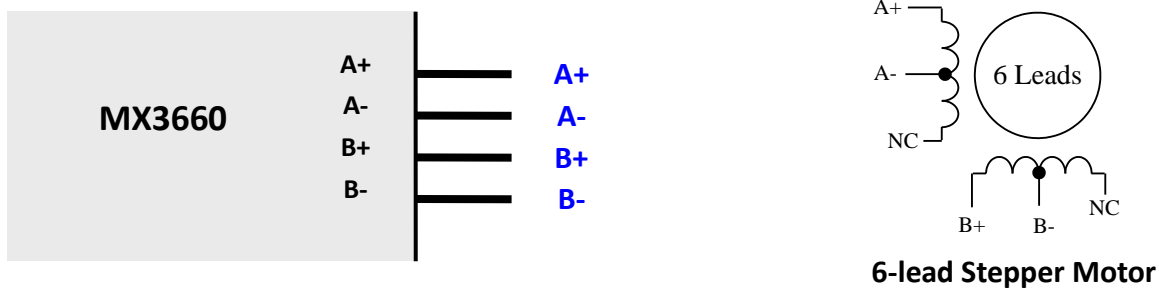 MX3660
A+ A+
A- A-
B+ B+
B- B-
A+
A-
NC
6 Leads
B+ B- NC
6-lead Stepper Motor